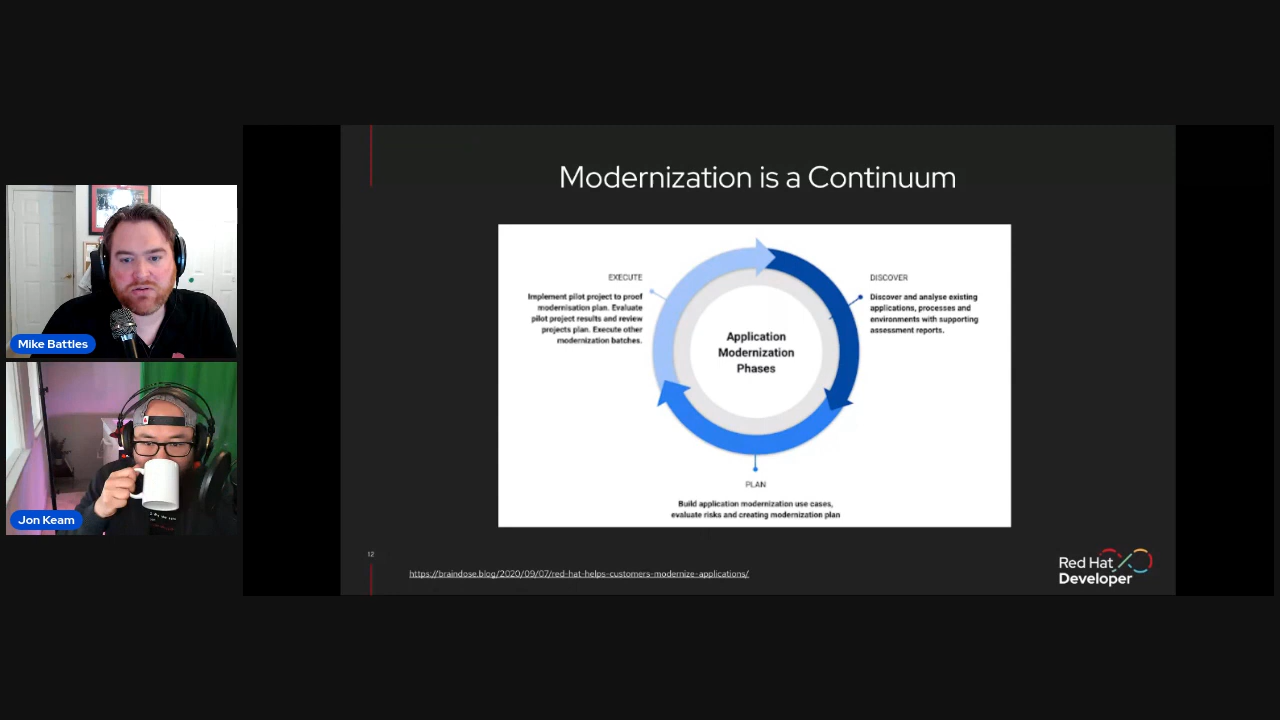 Modernization is a Continuum
EXECUTE
Implement pilot project to proof
modernisation plan. Evaluate
pilot project results and review
projects plan. Execute other
modernization batches.
DISCOVER
Discover and analyse existing
applications, processes and
environments with supporting
assessment reports.
Application
Modernization
Phases
PLAN
Build application modernization use cases,
evaluate risks and creating modernization plan
Mike Battles
Jon Keam
12
https://braindose.blog/2020/09/07/red-hat-helps-customers-modernize-applications/
Red Hat
Developer